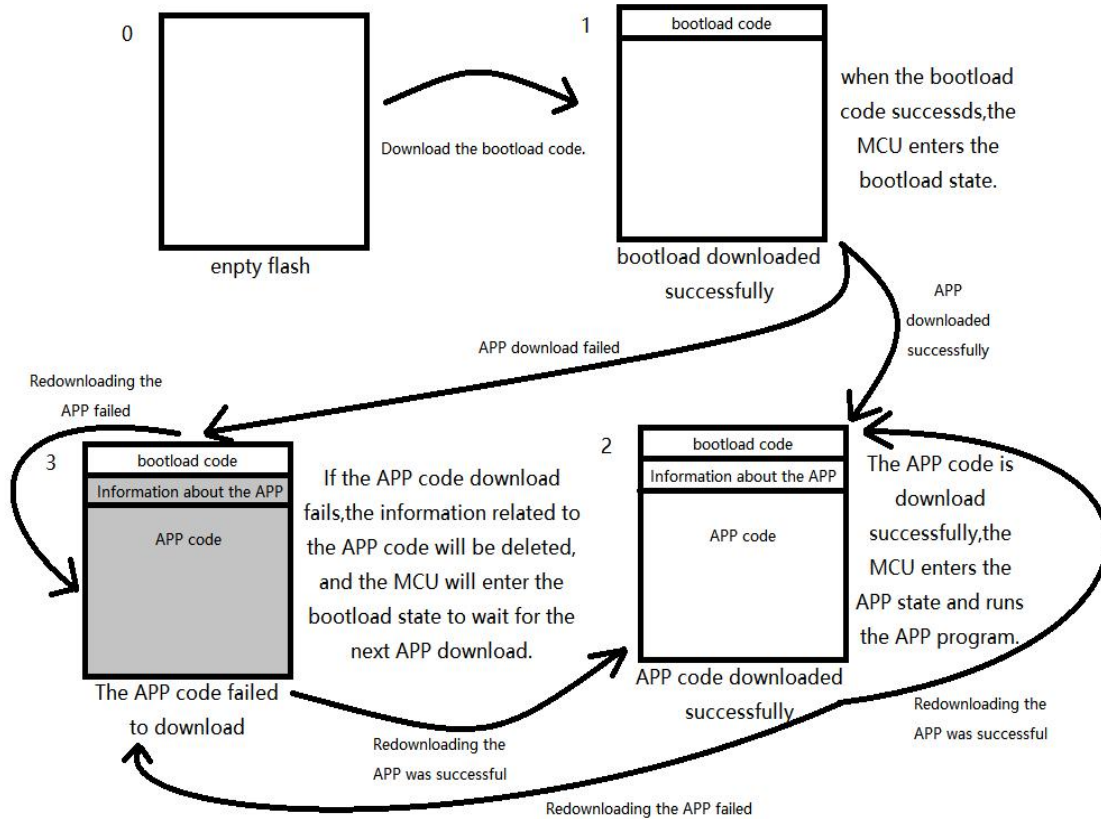 0
enpty flash
Download the bootload code.
1
bootload code
bootload downloaded
successfully
when the bootload
code successds,the
MCU enters the
bootload state.
APP
downloaded
successfully
APP download failed
Redownloading the
APP failed
3
bootload code
Information about the APP
APP code
The APP code failed
to download
If the APP code download
fails,the information related to
the APP code will be deleted,
and the MCU will enter the
bootload state to wait for the
next APP download.
2
bootload code
Information about the APP
APP code
APP code downloaded
successfully
The APP code is
download
successfully,the
MCU enters the
APP state and runs
the APP program.
Redownloading the
APP was successful
Redownloading the
APP was successful
Redownloading the APP failed